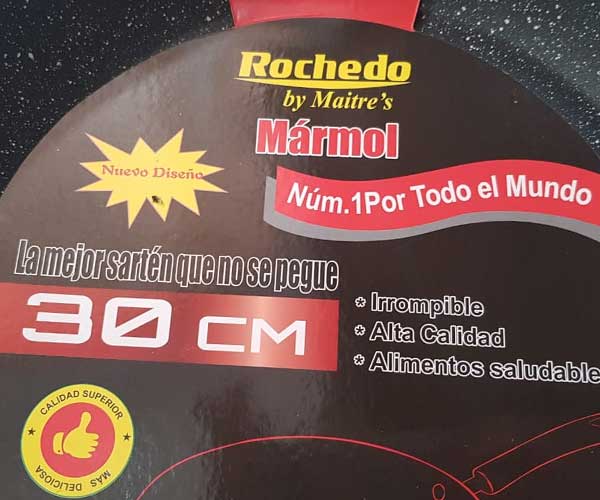 Rochedo
by Maitre's
Mármol
Nuevo Diseño
Núm.1Por Todo el Mundo
La mejor sartén que no se pegue
30 CM
* Irrompible
* Alta Calidad
* Alimentos saludable
CALIDAD SUPERIOR
MAS DELICIOSA